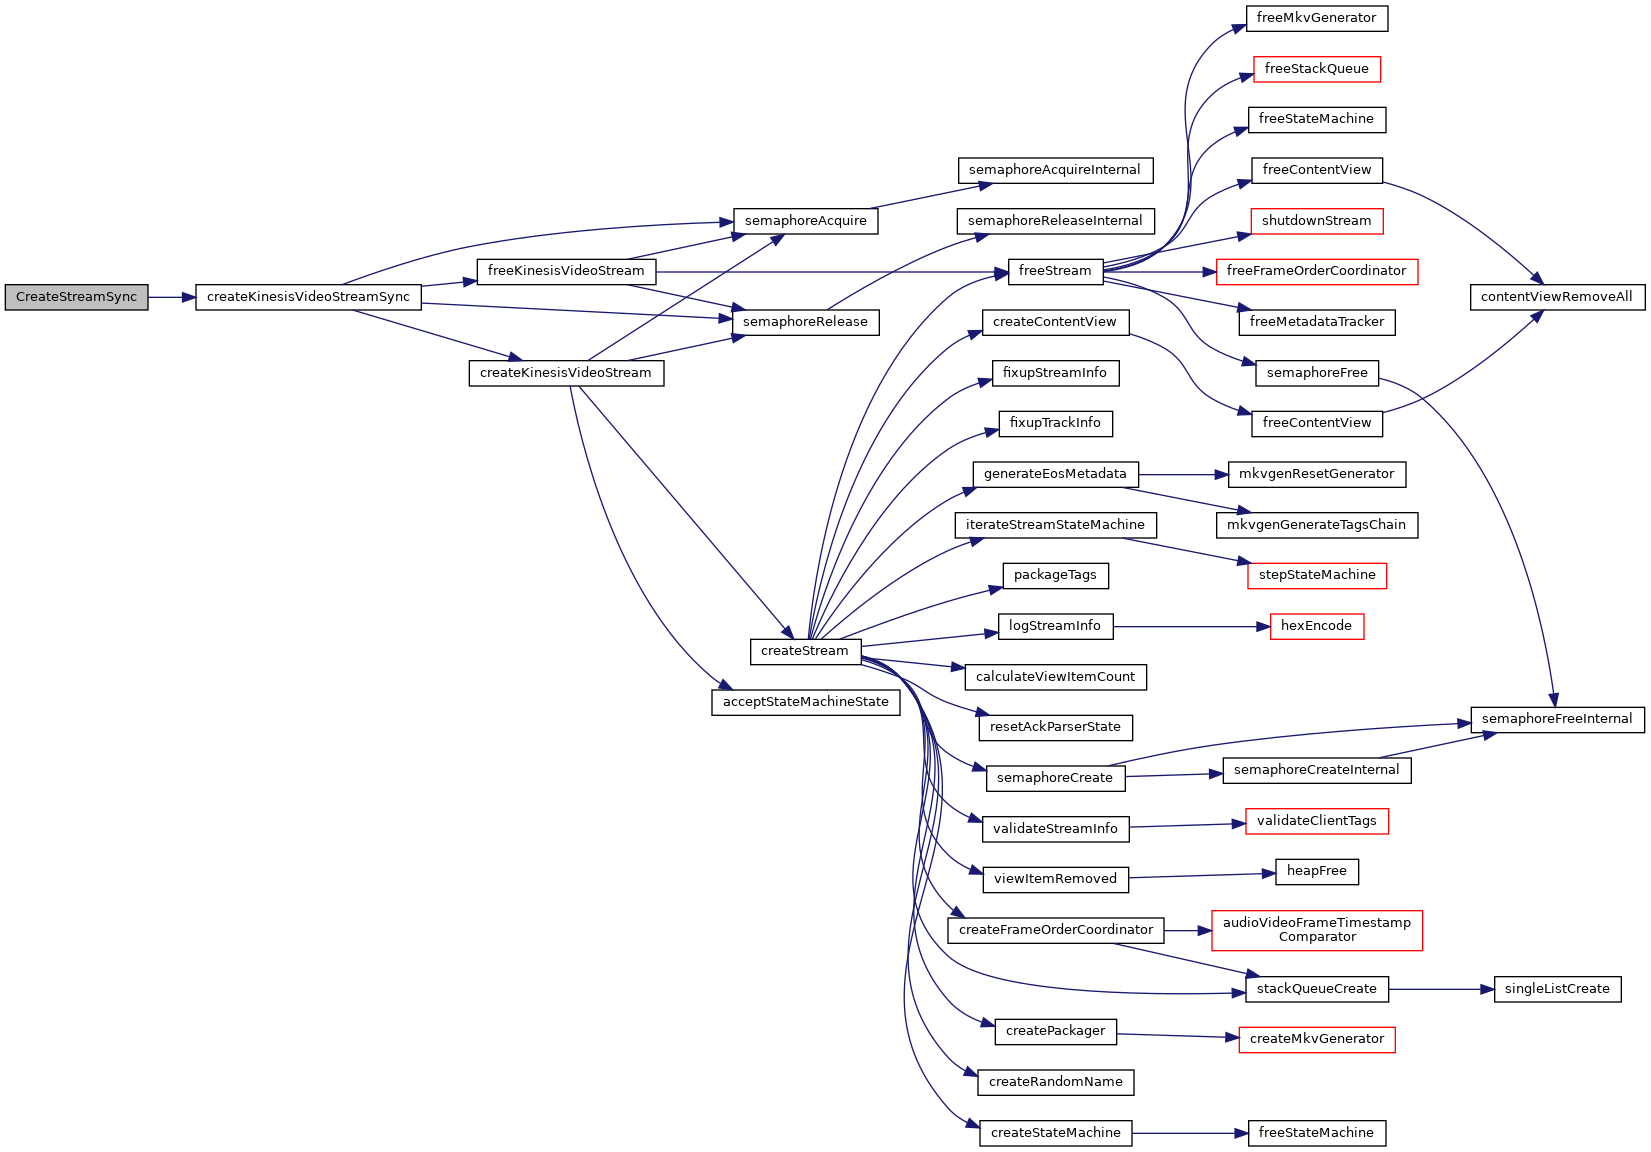 CreateStreamSync
createKinesisVideoStreamSync
freeKinesisVideoStream
createKinesisVideoStream
semaphoreAcquire
semaphoreRelease
createStream
acceptStateMachineState
semaphoreAcquireInternal
semaphoreReleaseInternal
freeStream
createContentView
fixupStreamInfo
fixupTrackInfo
generateEosMetadata
iterateStreamStateMachine
packageTags
logStreamInfo
calculateViewItemCount
resetAckParserState
semaphoreCreate
validateStreamInfo
viewItemRemoved
createFrameOrderCoordinator
createPackager
createRandomName
createStateMachine
freeMkvGenerator
freeStackQueue
freeStateMachine
freeContentView
shutdownStream
freeFrameOrderCoordinator
freeMetadataTracker
semaphoreFree
freeContentView
mkvgenResetGenerator
mkvgenGenerateTagsChain
stepStateMachine
hexEncode
semaphoreCreateInternal
validateClientTags
heapFree
audioVideoFrameTimestamp
Comparator
stackQueueCreate
createMkvGenerator
freeStateMachine
contentViewRemoveAll
semaphoreFreeInternal
singleListCreate